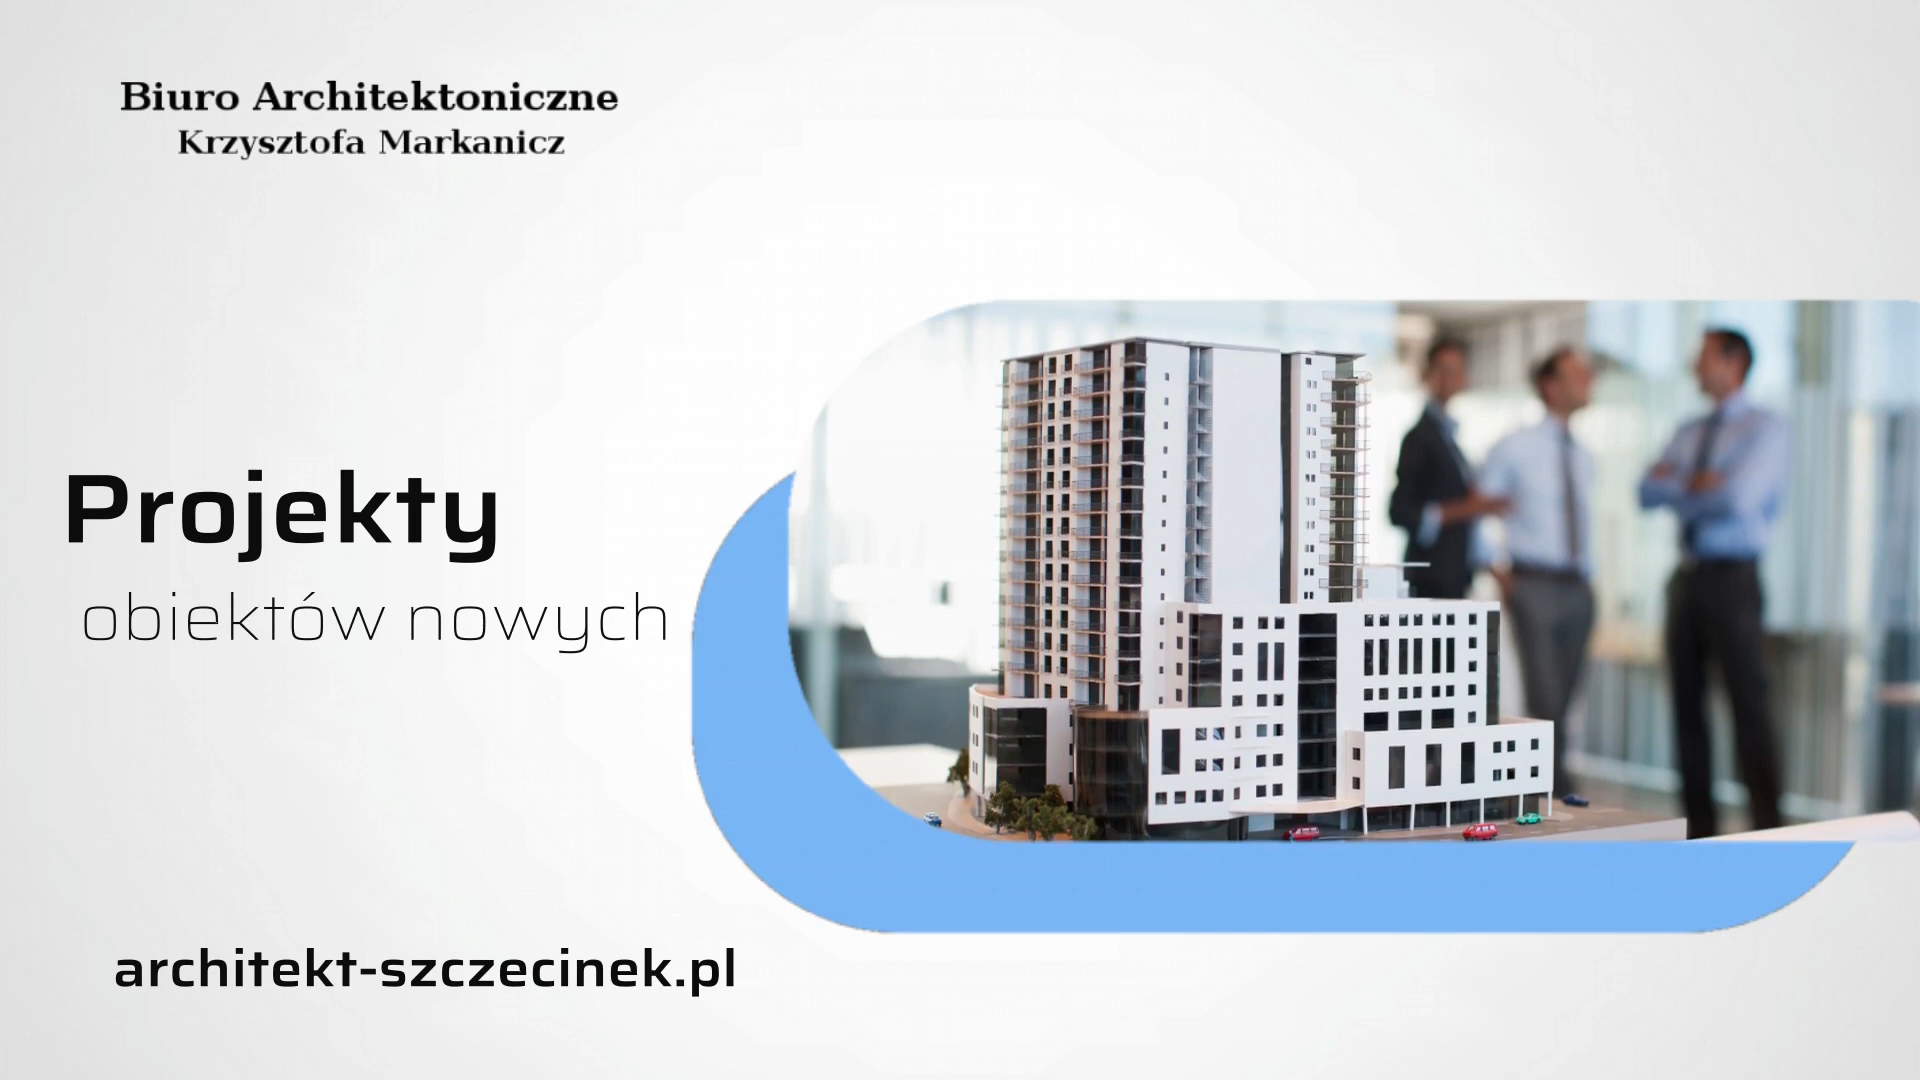 Biuro Architektoniczne
Krzysztofa Markanicz
Projekty
obiektów nowych
architekt-szczecinek.pl